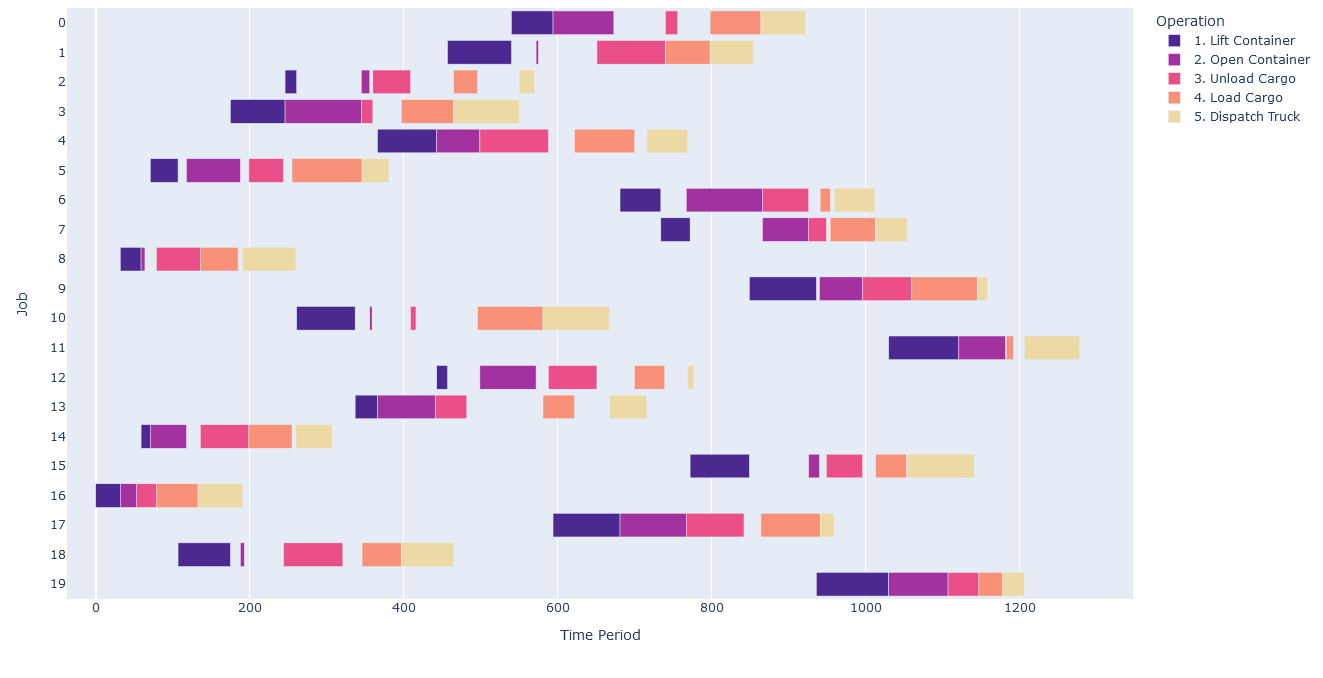 Operation
1. Lift Container
2. Open Container
3. Unload Cargo
4. Load Cargo
5. Dispatch Truck
Job
0
1
2
3
4
5
6
7
8
9
10
11
12
13
14
15
16
17
18
19
0 200 400 600 800 1000 1200
Time Period